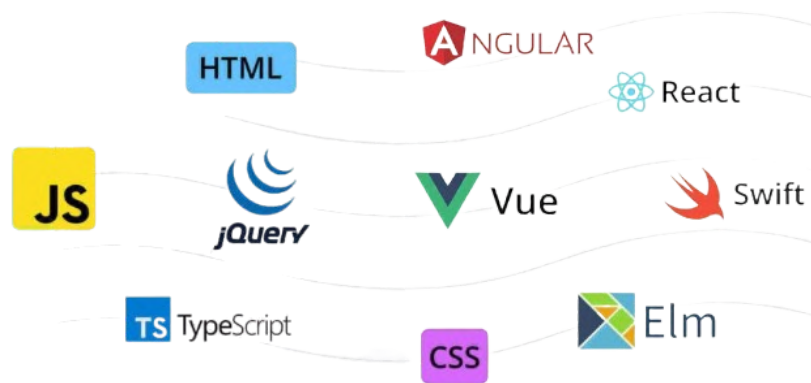 HTML
ANGULAR
React
JS
jQuery
Vue
Swift
TS TypeScript
CSS
Elm